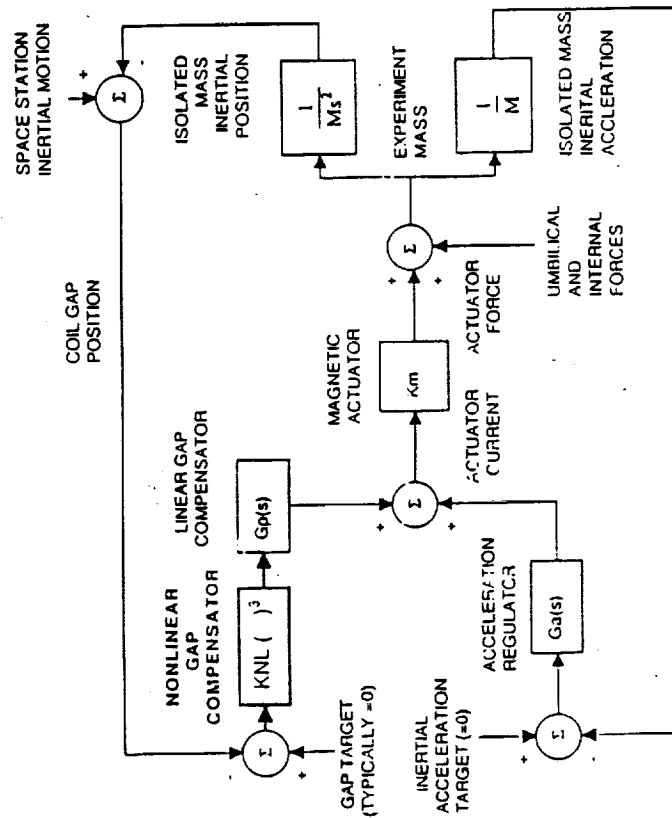 SPACE STATION
INERTIAL MOTION
+
Σ
COIL GAP
POSITION
ISOLATED
MASS
INERTIAL
POSITION
1
Ms²
EXPERIMENT
MASS
1
M
ISOLATED MASS
INERITAL
ACCLERATION
Σ
+
+
UMBILICAL
AND
INTERNAL
FORCES
MAGNETIC
ACTUATOR
Km
ACTUATOR
FORCE
ACTUATOR
CURRENT
LINEAR GAP
COMPENSATOR
Gp(s)
Σ
+
+
NONLINEAR
GAP
COMPENSATOR
KNL ( )³
Σ
+
GAP TARGET
(TYPICALLY =0)
ACCELERATION
REGULATOR
Ga(s)
INERTIAL
ACCELERATION
TARGET (=0)
+
Σ
+